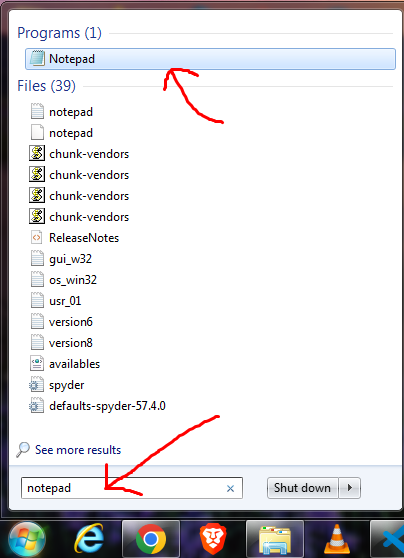 Programs (1)
Notepad
Files (39)
notepad
notepad
chunk-vendors
chunk-vendors
chunk-vendors
chunk-vendors
ReleaseNotes
gui_w32
os_win32
usr_01
version6
version8
availables
spyder
defaults-spyder-57.4.0
See more results
notepad
Shut down